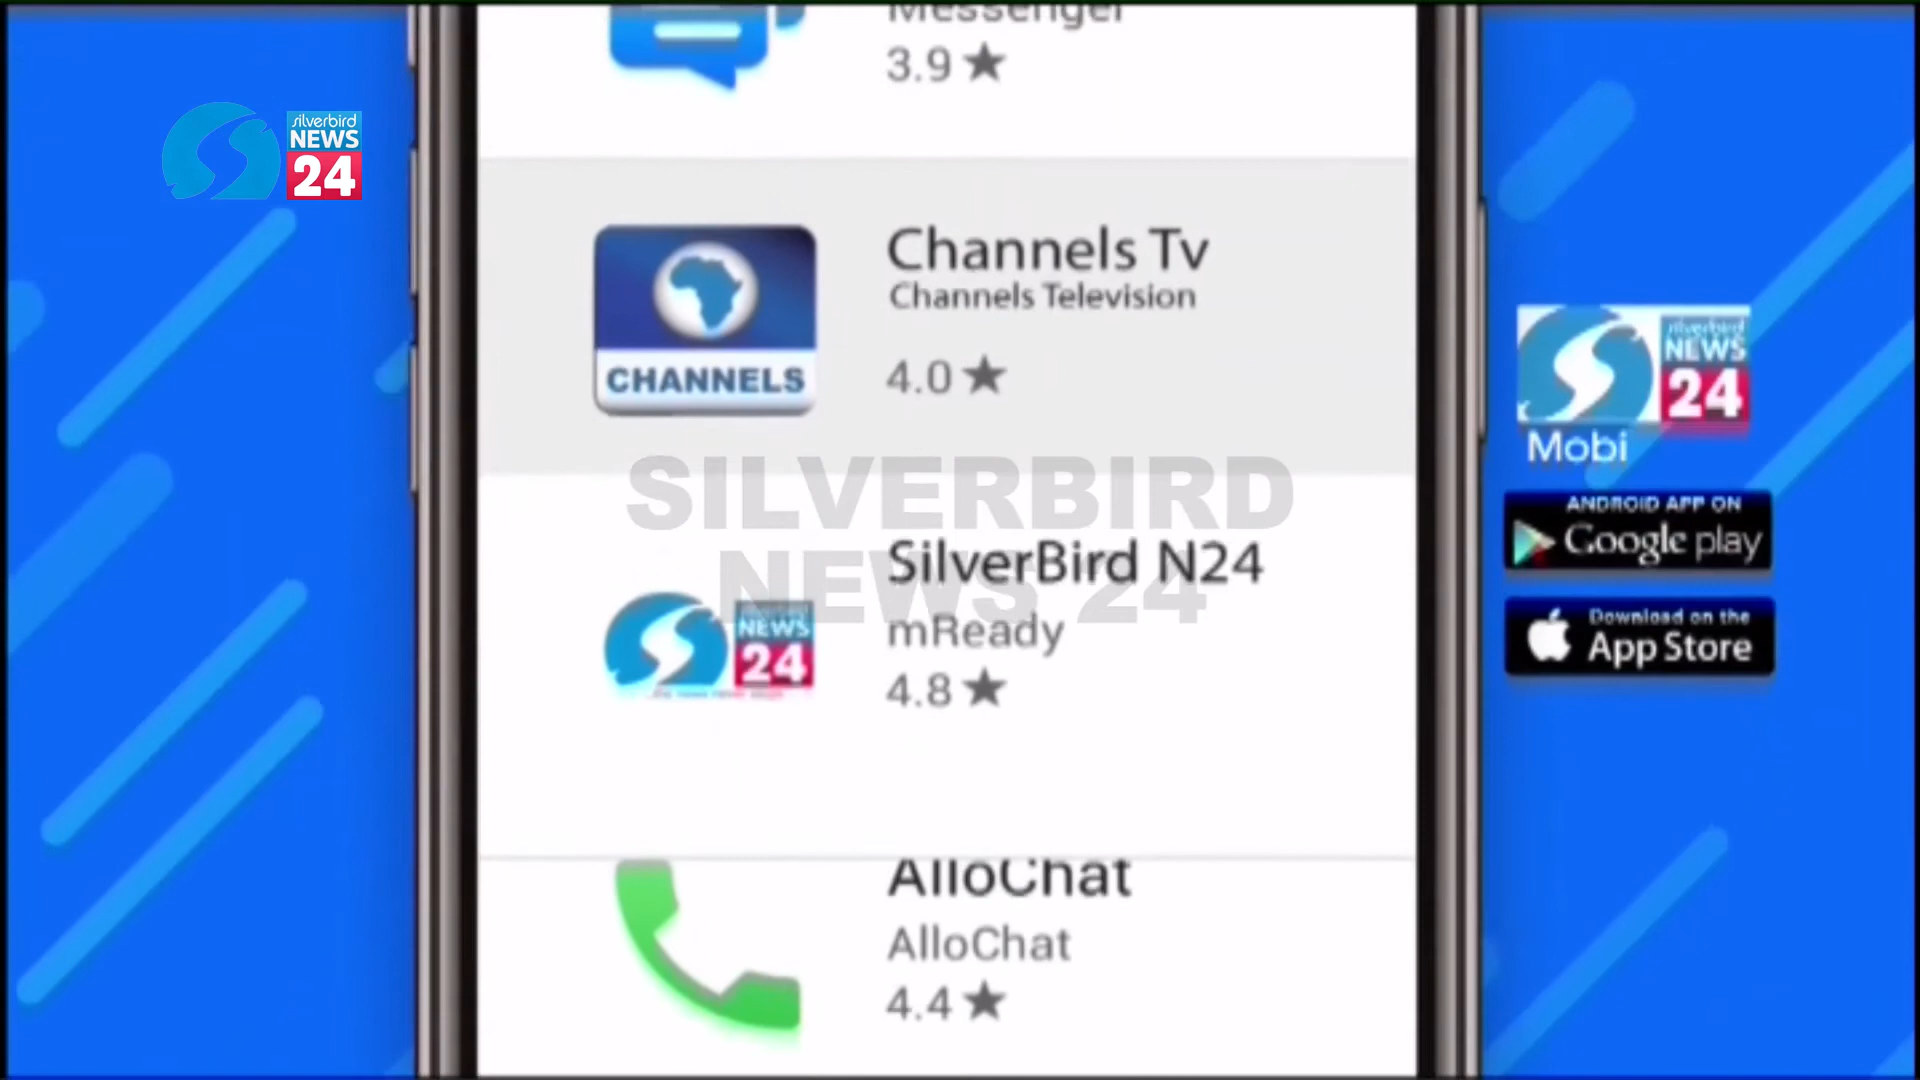 Messenger
3.9 ★
silverbird
NEWS
24
Channels Tv
Channels Television
CHANNELS
4.0 ★
silverbird
NEWS
24
Mobi
SILVERBIRD
NEWS 24
ANDROID APP ON
Google play
SilverBird N24
mReady
NEWS
24
4.8 ★
Download on the
App Store
AlloChat
AlloChat
4.4 ★